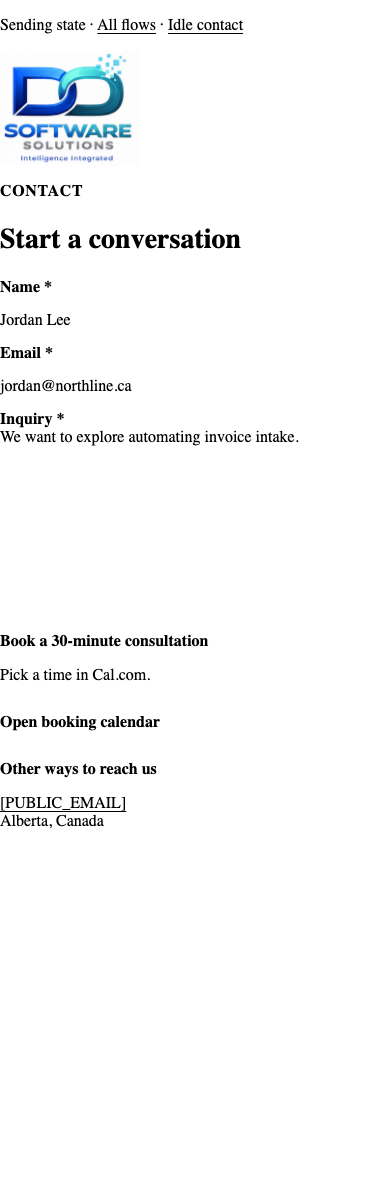 Sending state · All flows · Idle contact
DO
SOFTWARE
SOLUTIONS
Intelligence Integrated
CONTACT
Start a conversation
Name *
Jordan Lee
Email *
jordan@northline.ca
Inquiry *
We want to explore automating invoice intake.
Book a 30-minute consultation
Pick a time in Cal.com.
Open booking calendar
Other ways to reach us
[PUBLIC_EMAIL]
Alberta, Canada